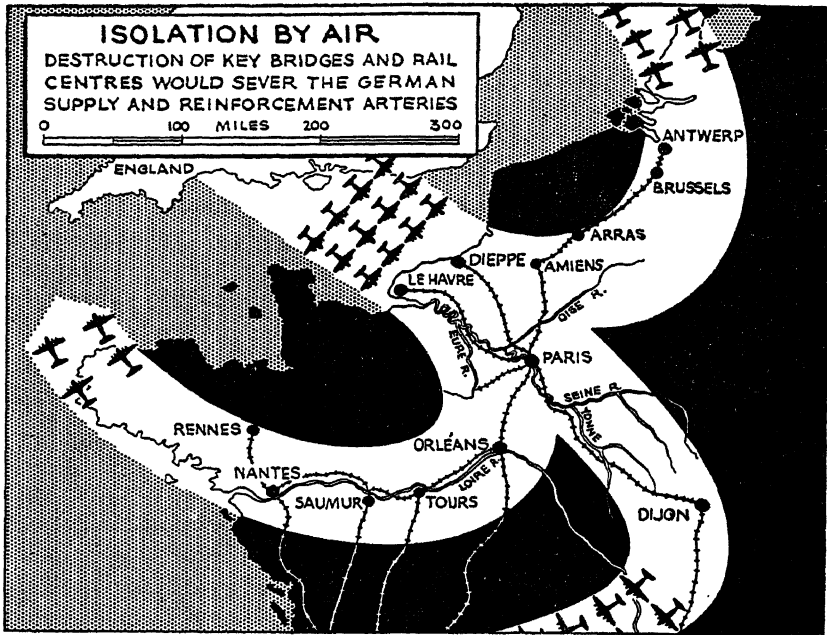 ISOLATION BY AIR
DESTRUCTION OF KEY BRIDGES AND RAIL
CENTRES WOULD SEVER THE GERMAN
SUPPLY AND REINFORCEMENT ARTERIES
0 100 MILES 200 300
ENGLAND
ANTWERP
BRUSSELS
ARRAS
DIEPPE
AMIENS
LE HAVRE
OISE R.
EURE R.
PARIS
SEINE R.
YONNE
RENNES
ORLÉANS
LOIRE R.
NANTES
SAUMUR
TOURS
DIJON